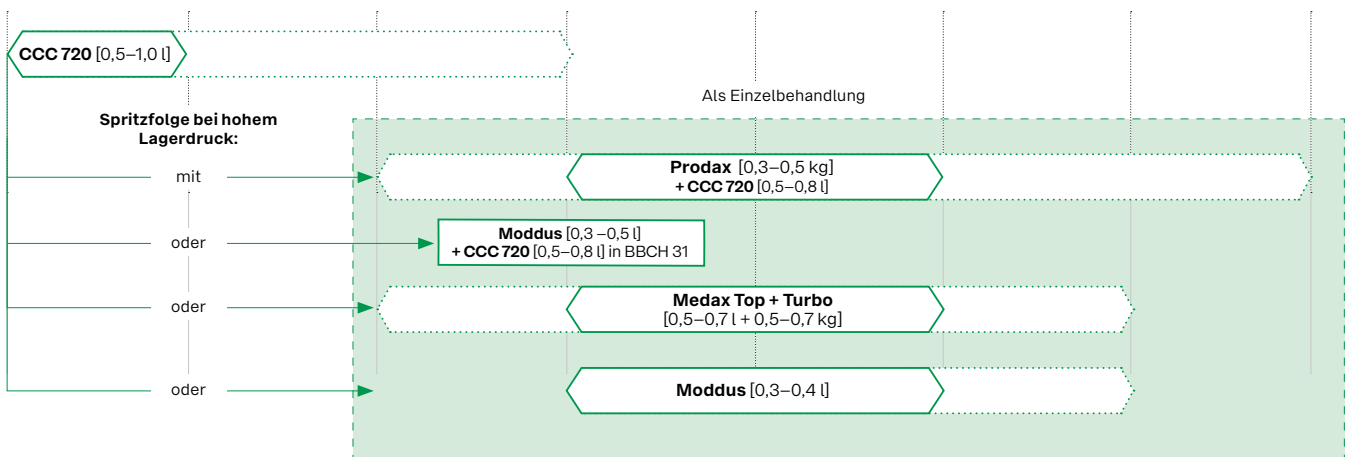 CCC 720 [0,5–1,0 l]
Als Einzelbehandlung
Spritzfolge bei hohem
Lagerdruck:
mit
Prodax [0,3–0,5 kg]
+ CCC 720 [0,5–0,8 l]
oder
Moddus [0,3 –0,5 l]
+ CCC 720 [0,5–0,8 l] in BBCH 31
oder
Medax Top + Turbo
[0,5–0,7 l + 0,5–0,7 kg]
oder
Moddus [0,3–0,4 l]